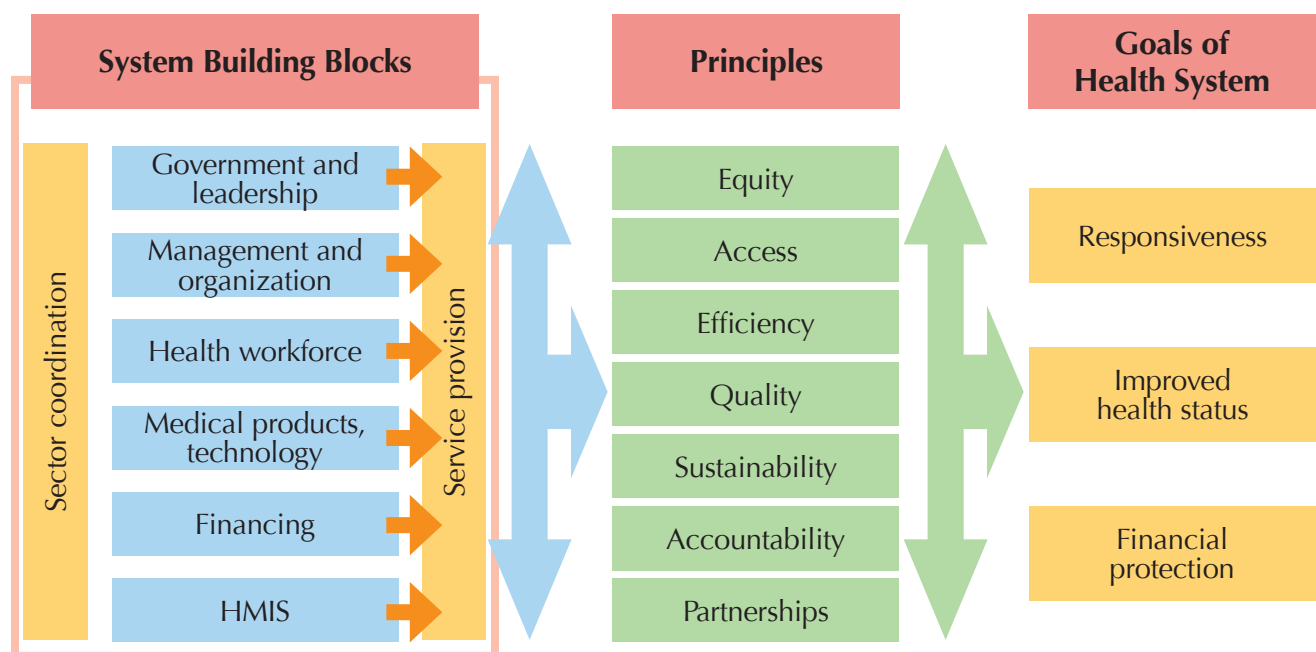 System Building Blocks
Principles
Goals of
Health System
Sector coordination
Government and
leadership
Management and
organization
Health workforce
Medical products,
technology
Financing
HMIS
Service provision
Equity
Access
Efficiency
Quality
Sustainability
Accountability
Partnerships
Responsiveness
Improved
health status
Financial
protection